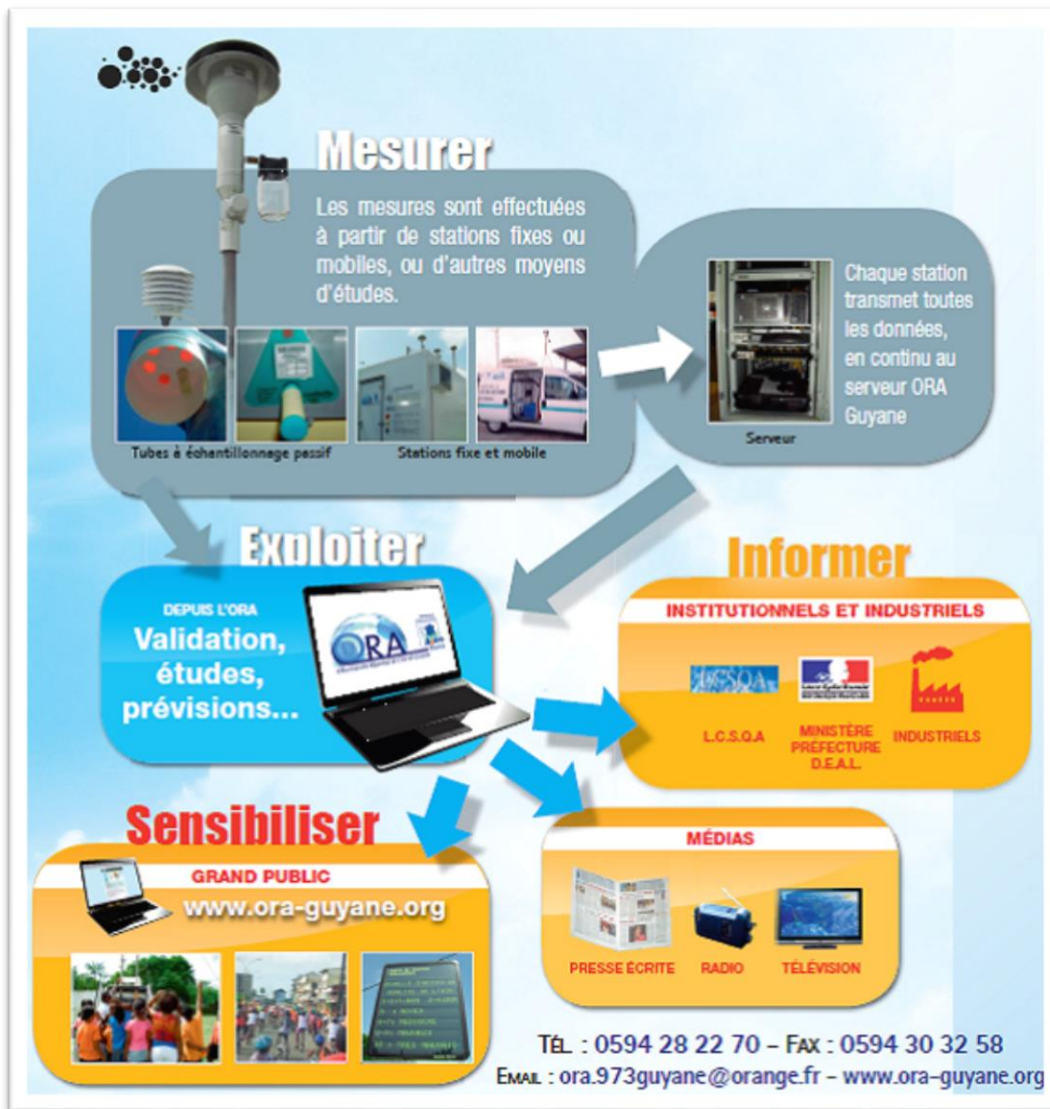 Mesurer
Les mesures sont effectuées
à partir de stations fixes ou
mobiles, ou d'autres moyens
d'études.
Tubes à échantillonnage passif
Stations fixe et mobile
Chaque station
transmet toutes
les données,
en continu au
serveur ORA
Guyane
Serveur
Exploiter
DEPUIS L'ORA
Validation,
études,
prévisions...
ORA
Informer
INSTITUTIONNELS ET INDUSTRIELS
LCSQA
L.C.S.Q.A
MINISTÈRE
PRÉFECTURE
D.E.A.L.
INDUSTRIELS
Sensibiliser
GRAND PUBLIC
www.ora-guyane.org
MÉDIAS
PRESSE ÉCRITE
RADIO
TÉLÉVISION
TÉL : 0594 28 22 70 – FAX : 0594 30 32 58
EMAIL : ora.973guyane@orange.fr – www.ora-guyane.org